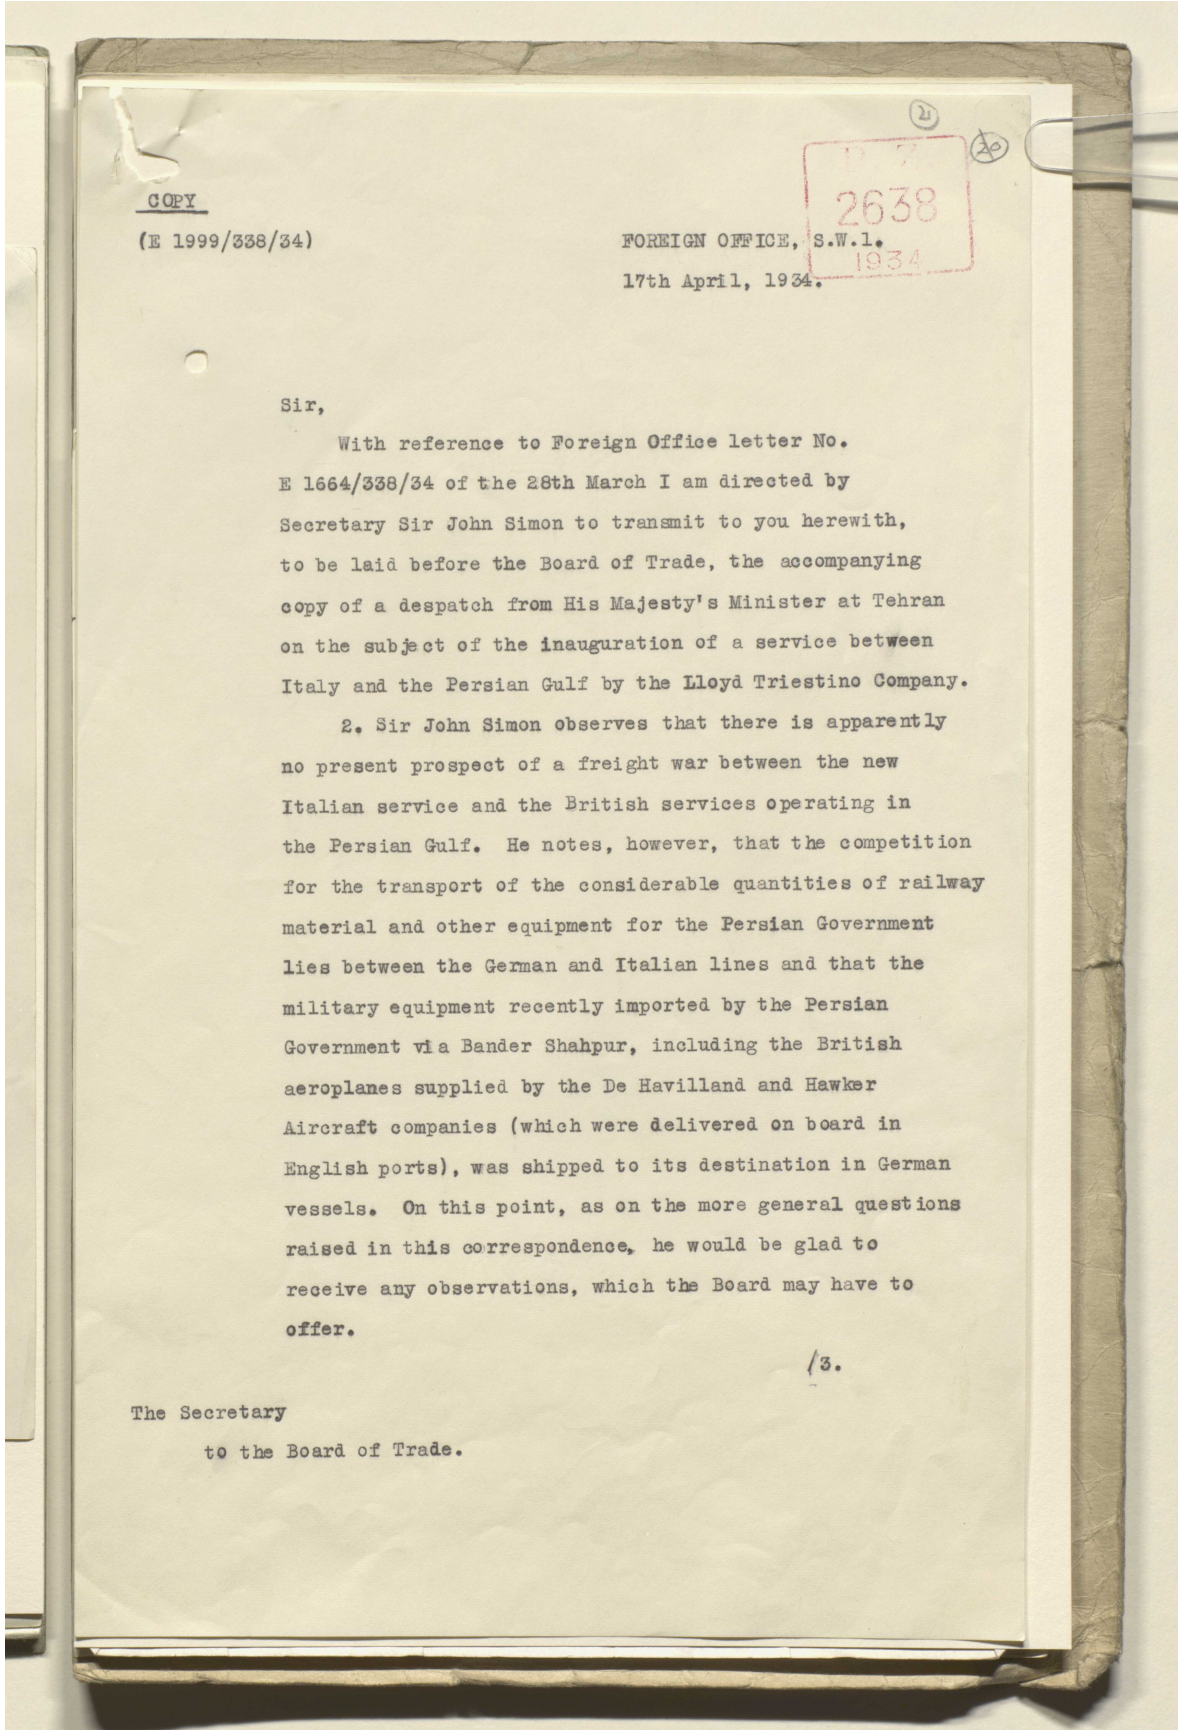 21
20
P. Z.
2638
1934
COPY
(E 1999/338/34)
FOREIGN OFFICE, S.W.1.
17th April, 1934.
Sir,
With reference to Foreign Office letter No.
E 1664/338/34 of the 28th March I am directed by
Secretary Sir John Simon to transmit to you herewith,
to be laid before the Board of Trade, the accompanying
copy of a despatch from His Majesty's Minister at Tehran
on the subject of the inauguration of a service between
Italy and the Persian Gulf by the Lloyd Triestino Company.
2. Sir John Simon observes that there is apparently
no present prospect of a freight war between the new
Italian service and the British services operating in
the Persian Gulf. He notes, however, that the competition
for the transport of the considerable quantities of railway
material and other equipment for the Persian Government
lies between the German and Italian lines and that the
military equipment recently imported by the Persian
Government via Bander Shahpur, including the British
aeroplanes supplied by the De Havilland and Hawker
Aircraft companies (which were delivered on board in
English ports), was shipped to its destination in German
vessels. On this point, as on the more general questions
raised in this correspondence, he would be glad to
receive any observations, which the Board may have to
offer.
/3.
The Secretary
to the Board of Trade.